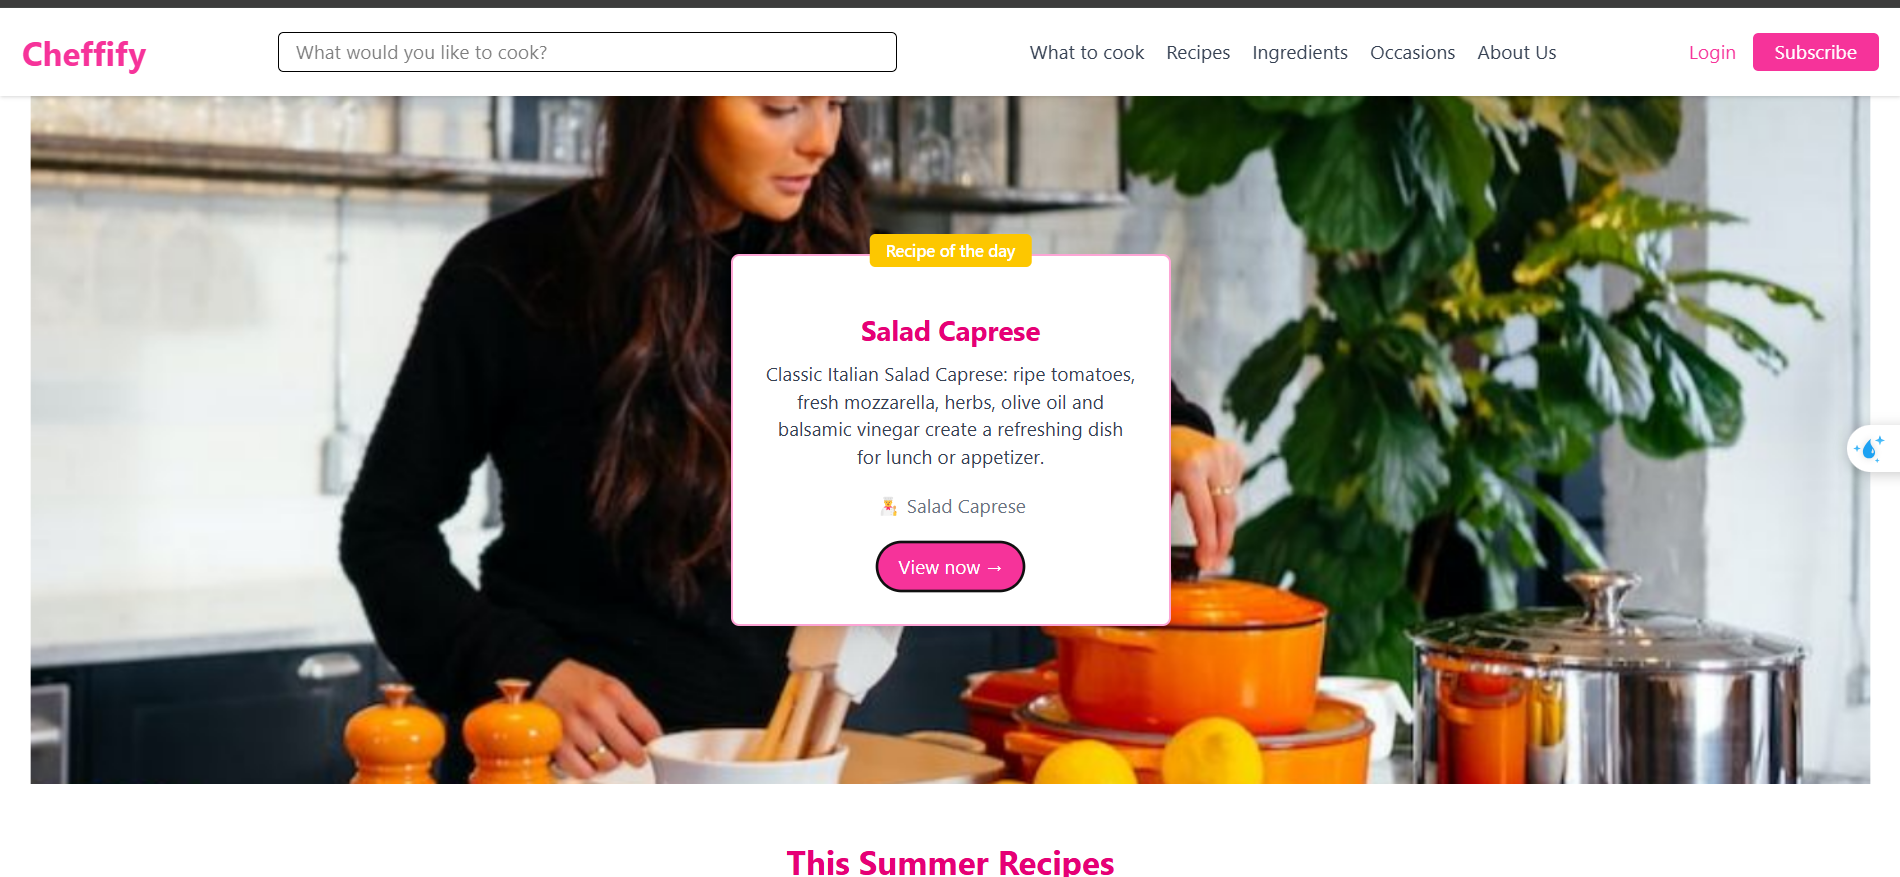 Cheffify
What would you like to cook?
What to cook Recipes Ingredients Occasions About Us
Login Subscribe
Recipe of the day
Salad Caprese
Classic Italian Salad Caprese: ripe tomatoes,
fresh mozzarella, herbs, olive oil and
balsamic vinegar create a refreshing dish
for lunch or appetizer.
Salad Caprese
View now →
This Summer Recipes